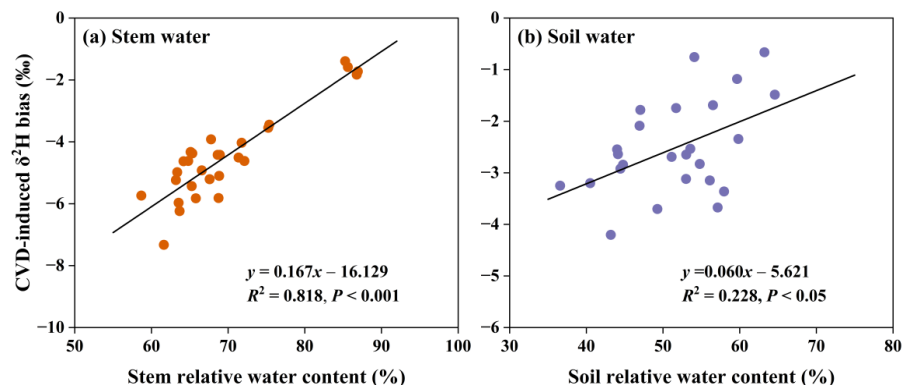 (a) Stem water
CVD-induced δ²H bias (‰)
0
−2
−4
−6
−8
−10
50
60
70
80
90
100
y = 0.167x – 16.129
R² = 0.818, P < 0.001
Stem relative water content (%)
(b) Soil water
0
−1
−2
−3
−4
−5
−6
30
40
50
60
70
80
y =0.060x – 5.621
R² = 0.228, P < 0.05
Soil relative water content (%)